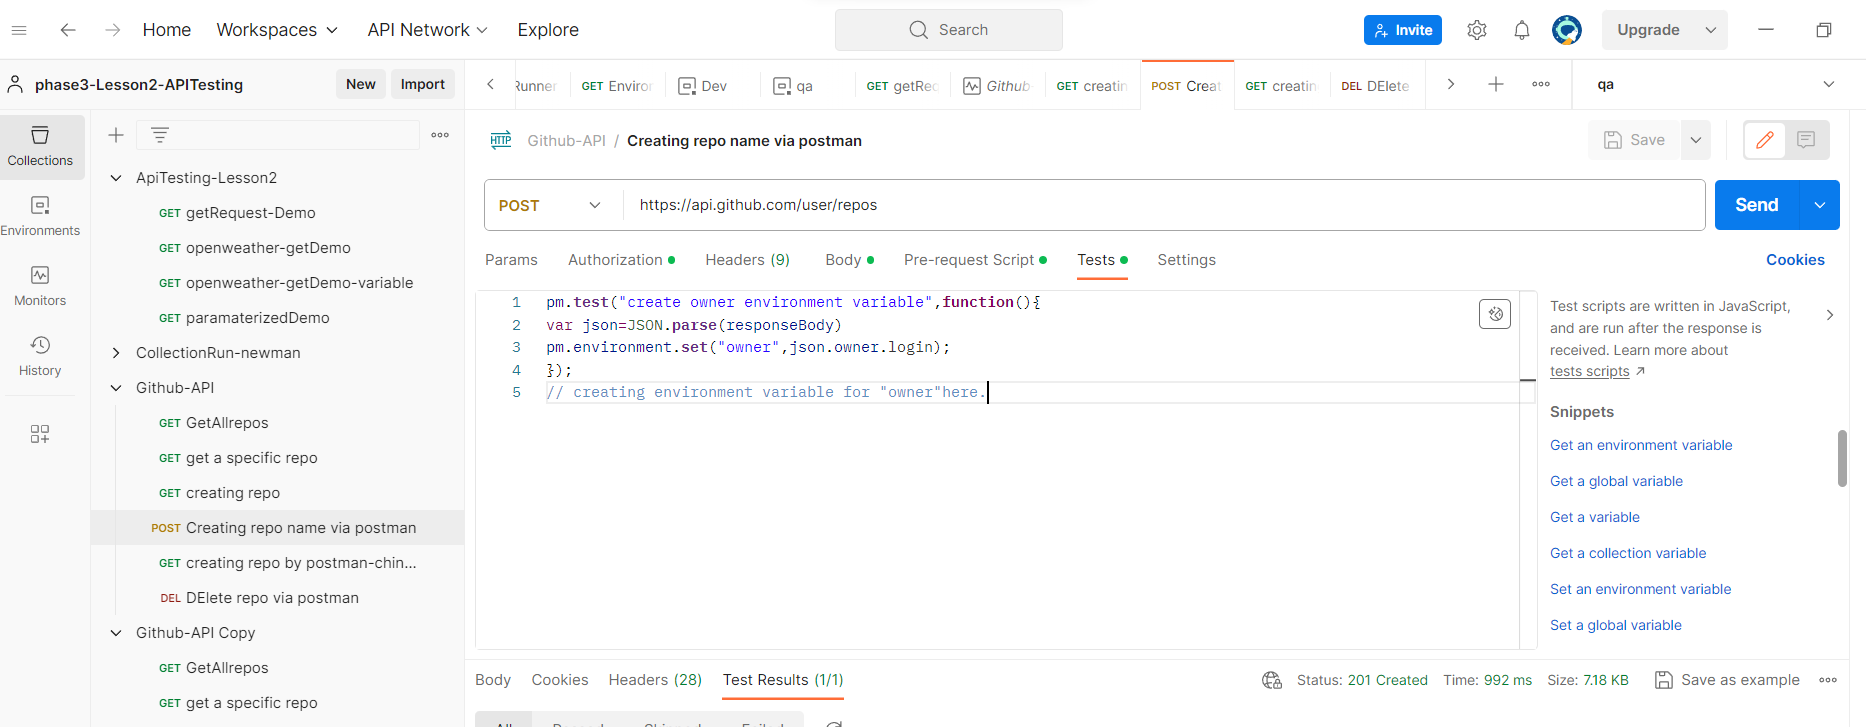 Home Workspaces API Network Explore Search Invite Upgrade
phase3-Lesson2-APITesting New Import
Runner GET Enviror Dev qa GET getRec Github- GET creatin POST Creat GET creatin DEL DElete qa
Collections
Environments
Monitors
History
ApiTesting-Lesson2
GET getRequest-Demo
GET openweather-getDemo
GET openweather-getDemo-variable
GET paramaterizedDemo
CollectionRun-newman
Github-API
GET GetAllrepos
GET get a specific repo
GET creating repo
POST Creating repo name via postman
GET creating repo by postman-chin...
DEL DElete repo via postman
Github-API Copy
GET GetAllrepos
GET get a specific repo
HTTP Github-API / Creating repo name via postman Save
POST https://api.github.com/user/repos Send
Params Authorization Headers (9) Body Pre-request Script Tests Settings Cookies
1 pm.test("create owner environment variable",function(){
2 var json=JSON.parse(responseBody)
3 pm.environment.set("owner",json.owner.login);
4 });
5 // creating environment variable for "owner"here.
Test scripts are written in JavaScript,
and are run after the response is
received. Learn more about
tests scripts
Snippets
Get an environment variable
Get a global variable
Get a variable
Get a collection variable
Set an environment variable
Set a global variable
Body Cookies Headers (28) Test Results (1/1) Status: 201 Created Time: 992 ms Size: 7.18 KB Save as example